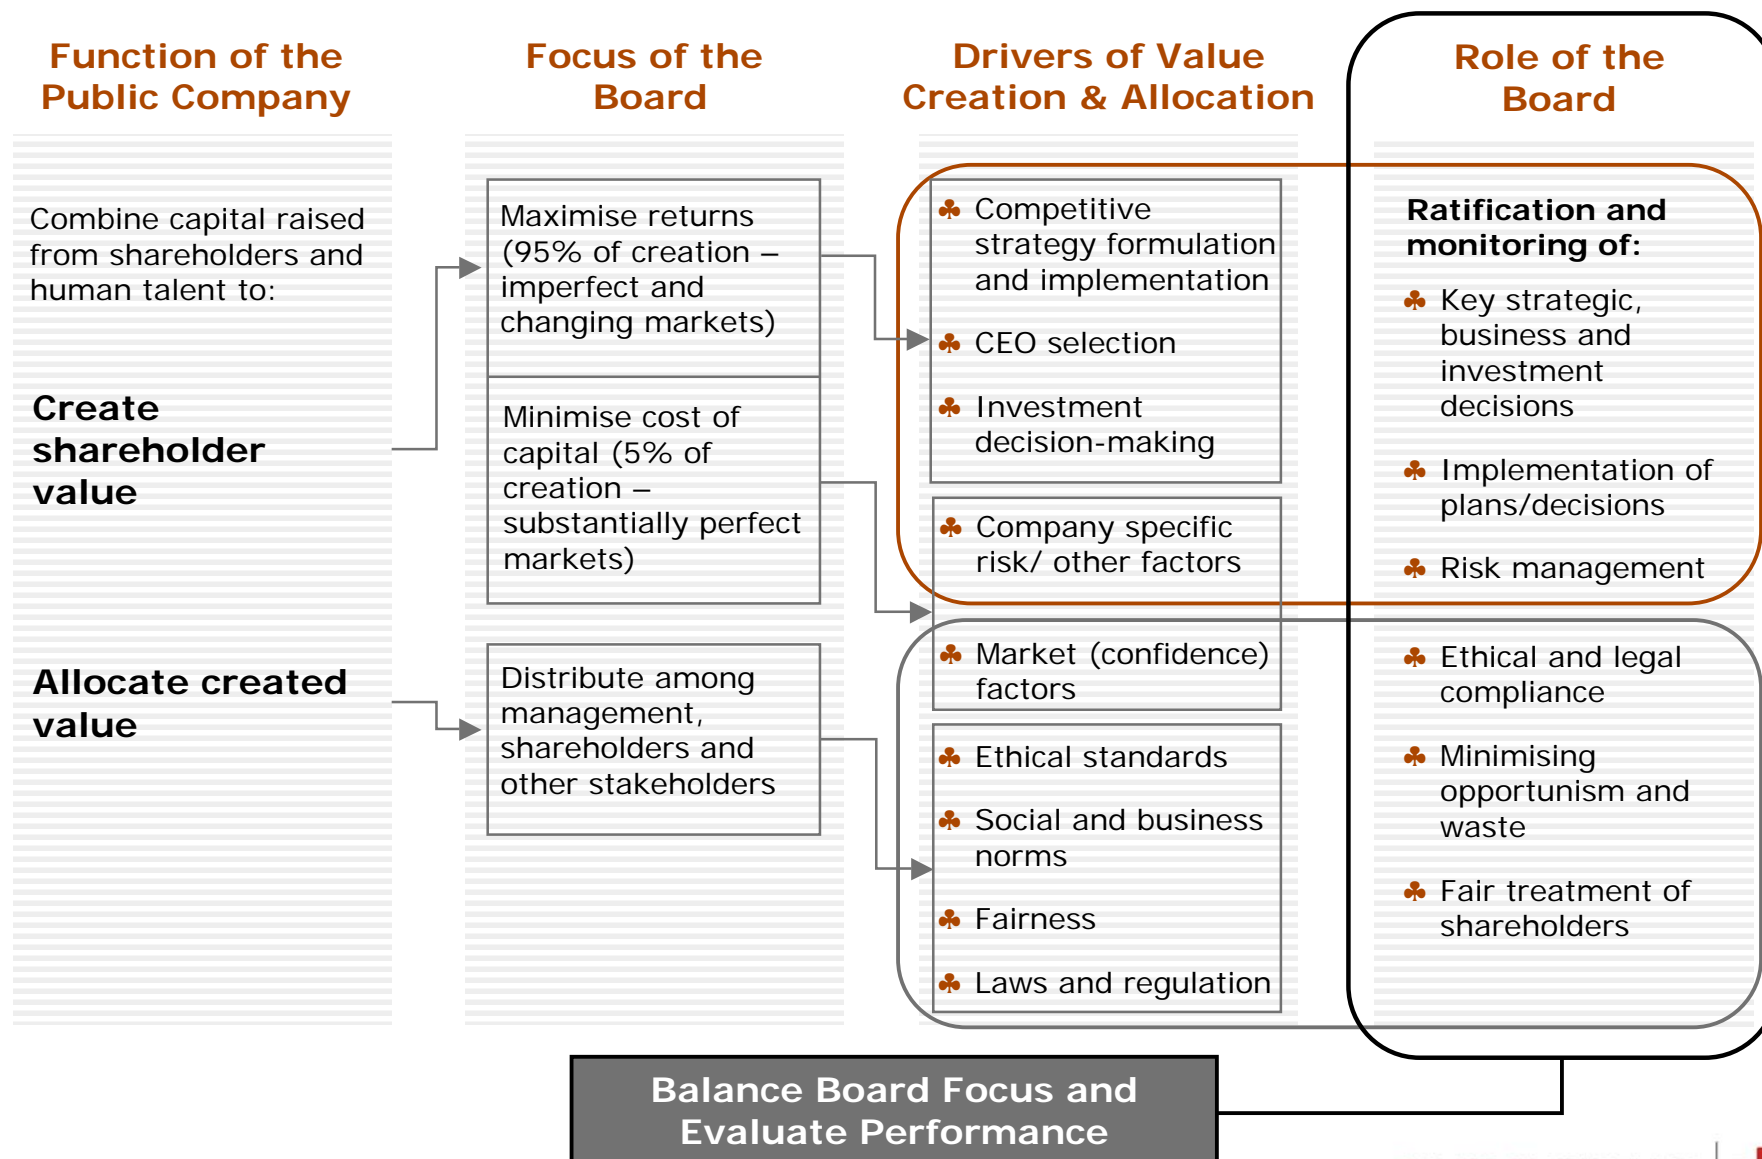 Function of the
Public Company
Focus of the
Board
Drivers of Value
Creation & Allocation
Role of the
Board
Combine capital raised
from shareholders and
human talent to:
Create
shareholder
value
Allocate created
value
Maximise returns
(95% of creation –
imperfect and
changing markets)
Minimise cost of
capital (5% of
creation –
substantially perfect
markets)
Distribute among
management,
shareholders and
other stakeholders
Competitive
strategy formulation
and implementation
CEO selection
Investment
decision-making
Company specific
risk/ other factors
Market (confidence)
factors
Ethical standards
Social and business
norms
Fairness
Laws and regulation
Ratification and
monitoring of:
Key strategic,
business and
investment
decisions
Implementation of
plans/decisions
Risk management
Ethical and legal
compliance
Minimising
opportunism and
waste
Fair treatment of
shareholders
Balance Board Focus and
Evaluate Performance